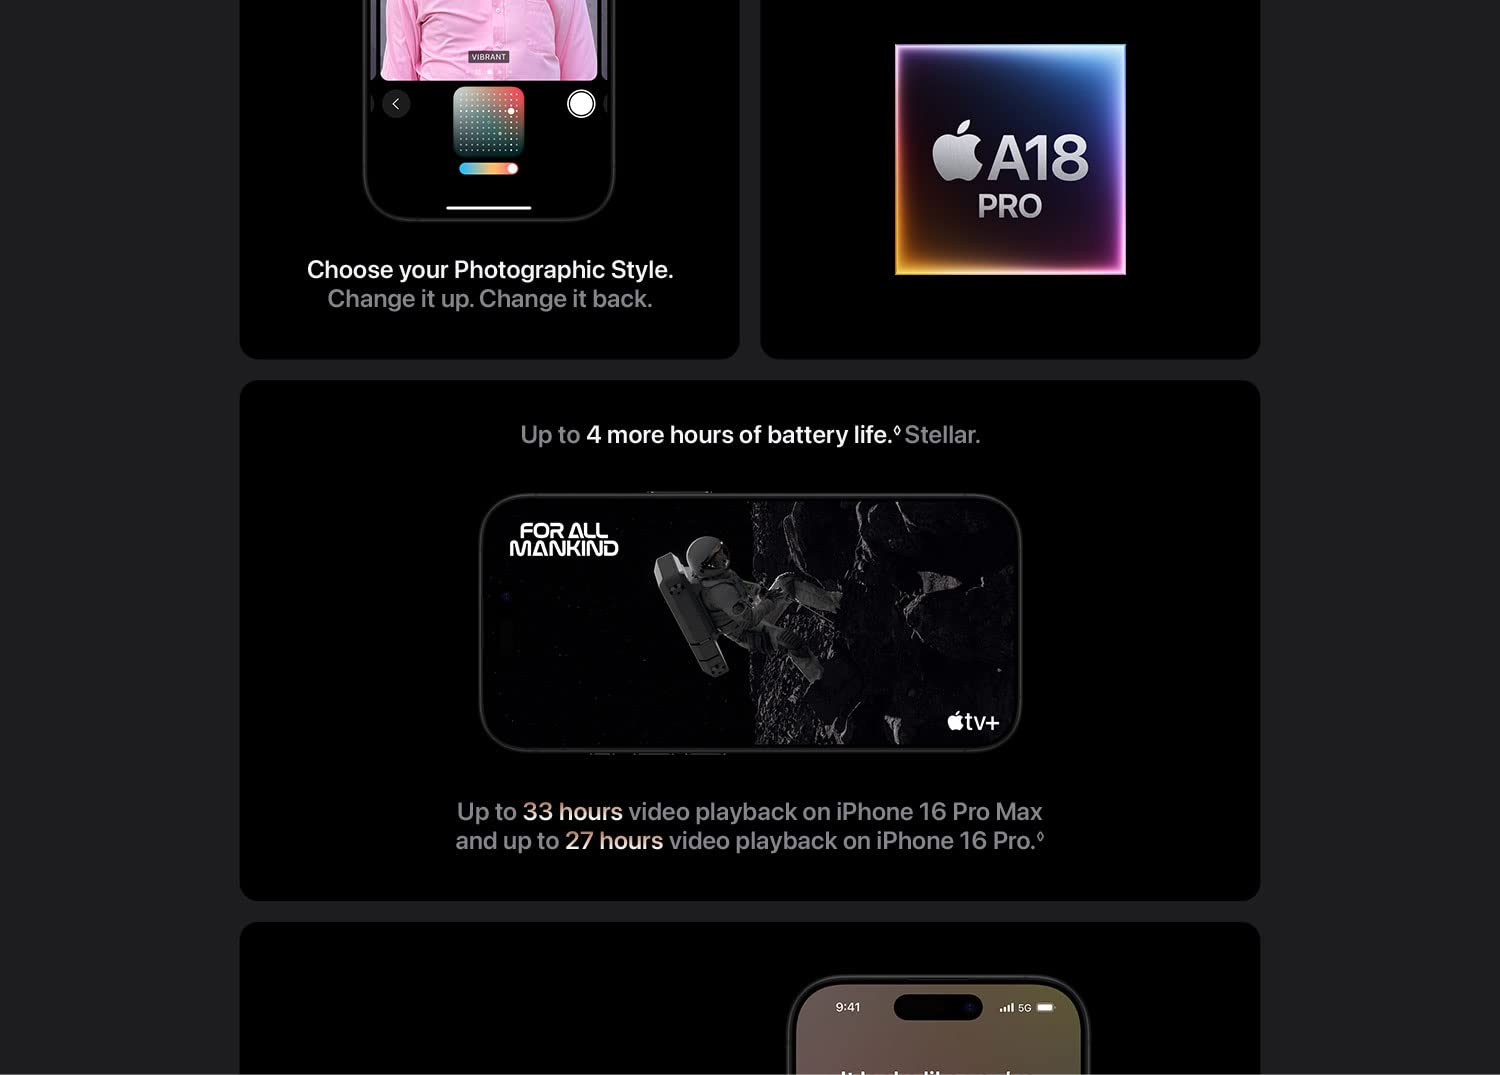 VIBRANT
Choose your Photographic Style.
Change it up. Change it back.
A18
PRO
Up to 4 more hours of battery life.◊ Stellar.
FOR ALL
MANKIND
tv+
Up to 33 hours video playback on iPhone 16 Pro Max
and up to 27 hours video playback on iPhone 16 Pro.◊
9:41
5G